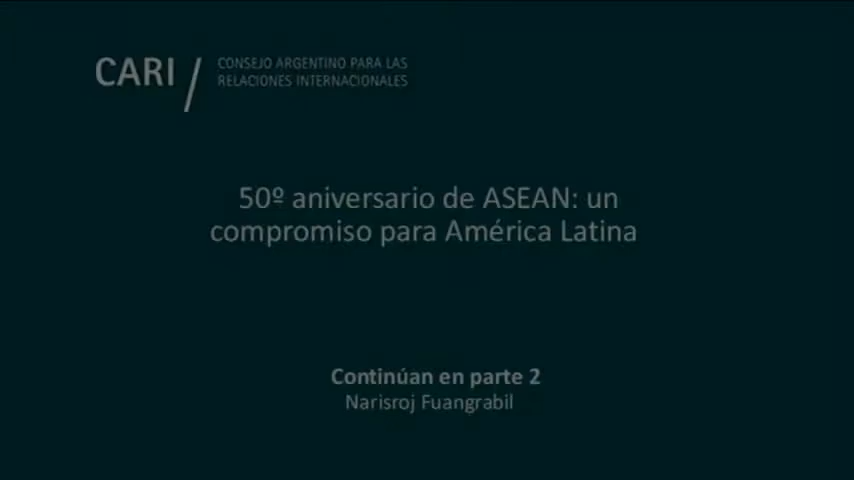 CARI
CONSEJO ARGENTINO PARA LAS
RELACIONES INTERNACIONALES
50º aniversario de ASEAN: un
compromiso para América Latina
Continúan en parte 2
Narisroj Fuangrabil